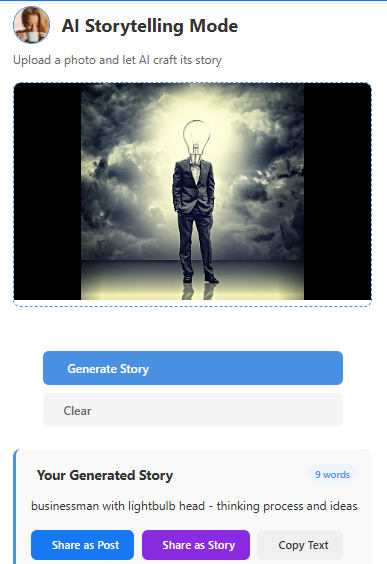 AI Storytelling Mode
Upload a photo and let AI craft its story
Generate Story
Clear
Your Generated Story
9 words
businessman with lightbulb head - thinking process and ideas
Share as Post
Share as Story
Copy Text